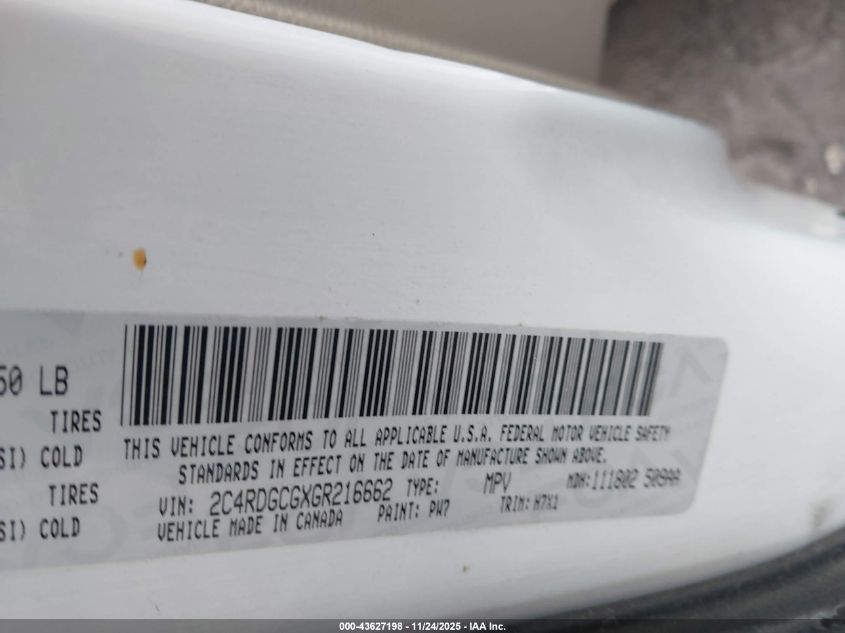 50 LB
TIRES
SI) COLD
TIRES
SI) COLD
THIS VEHICLE CONFORMS TO ALL APPLICABLE U.S.A. FEDERAL MOTOR VEHICLE SAFETY
STANDARDS IN EFFECT ON THE DATE OF MANUFACTURE SHOWN ABOVE.
VIN: 2C4RDGCGXGR216662 TYPE: MPV MDH: 111802 509AA
VEHICLE MADE IN CANADA PAINT: PW7 TRIM: M7X1
000-43627198 - 11/24/2025 - IAA Inc.